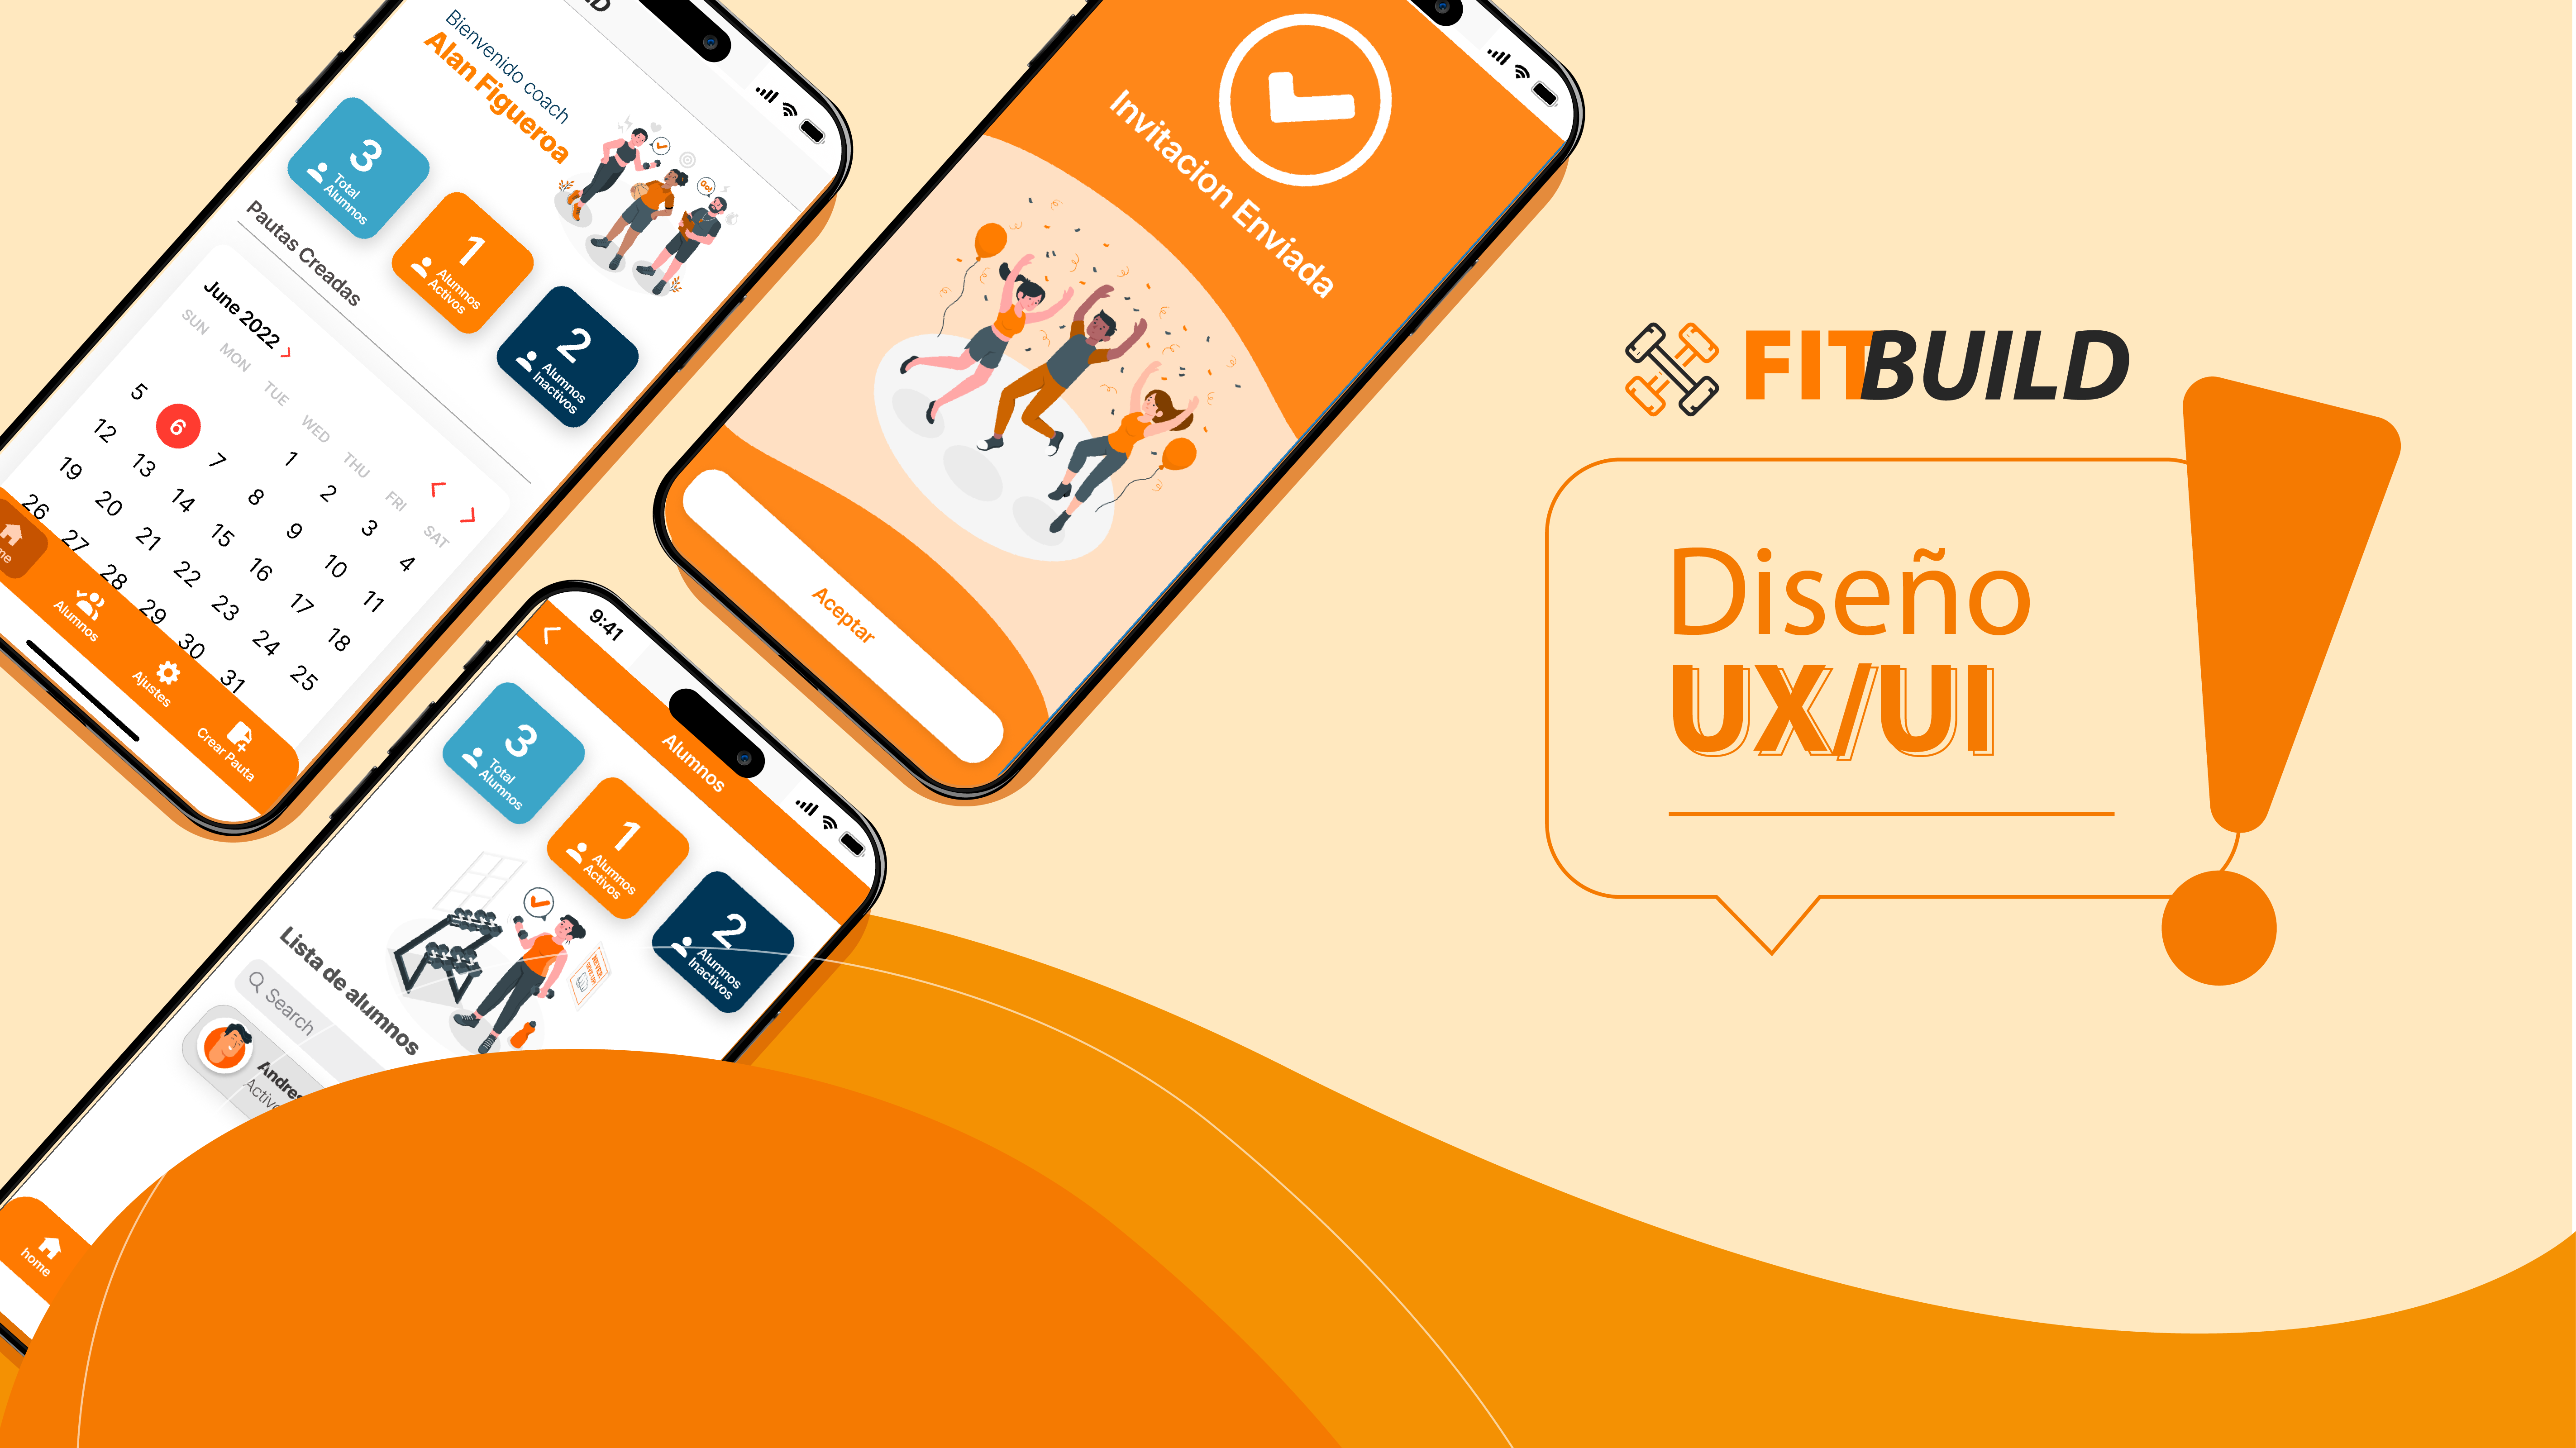 Bienvenido coach
Alan Figueroa
3
Total
Alumnos
1
Alumnos
Activos
2
Alumnos
Inactivos
Pautas Creadas
June 2022
SUN MON TUE WED THU FRI SAT
1 2 3 4
5 6 7 8 9 10 11
12 13 14 15 16 17 18
19 20 21 22 23 24 25
26 27 28 29 30 31
Alumnos
Ajustes
Crear Pauta
Invitacion Enviada
Aceptar
9:41
Alumnos
3
Total
Alumnos
1
Alumnos
Activos
2
Alumnos
Inactivos
Lista de alumnos
Search
Andres
home
FITBUILD
Diseño
UX/UI